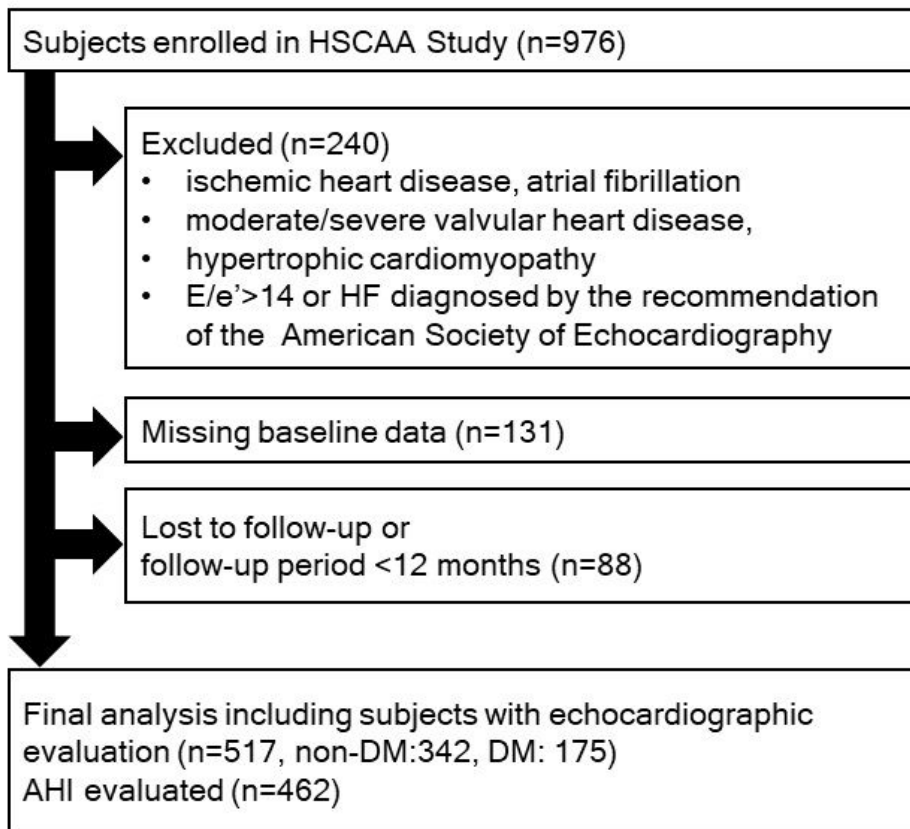 Subjects enrolled in HSCAA Study (n=976)
Excluded (n=240)
• ischemic heart disease, atrial fibrillation
• moderate/severe valvular heart disease,
• hypertrophic cardiomyopathy
• E/e’>14 or HF diagnosed by the recommendation
of the American Society of Echocardiography
Missing baseline data (n=131)
Lost to follow-up or
follow-up period <12 months (n=88)
Final analysis including subjects with echocardiographic
evaluation (n=517, non-DM:342, DM: 175)
AHI evaluated (n=462)